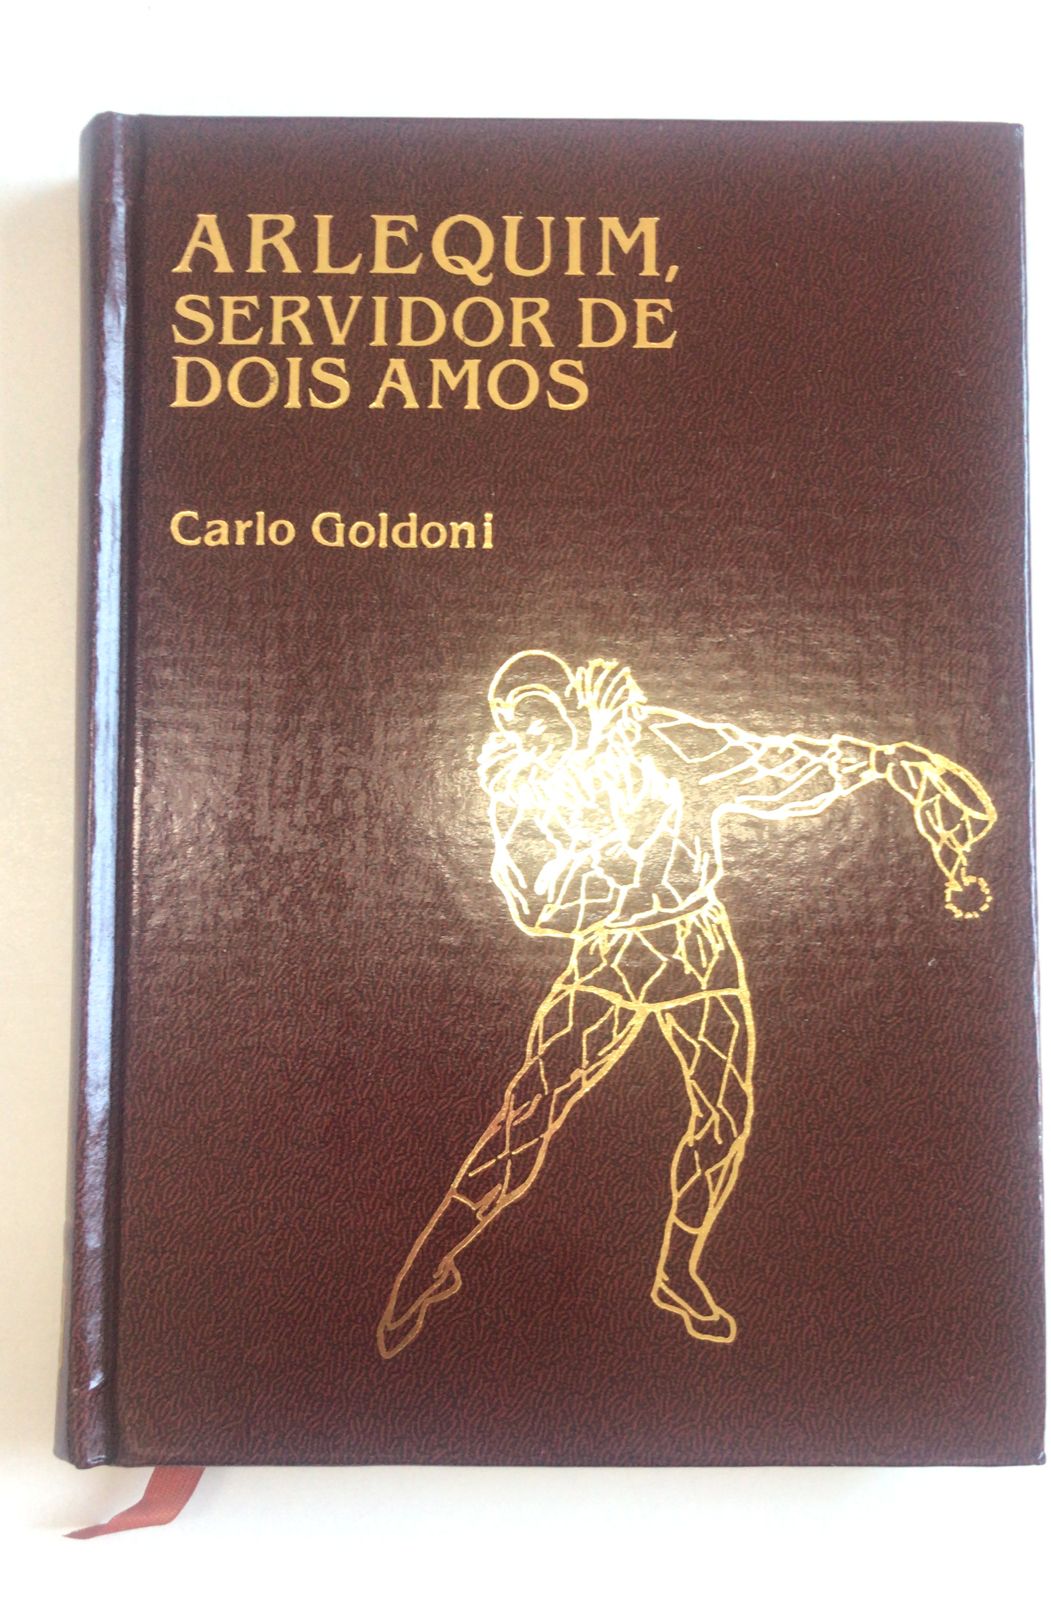 ARLEQUIM,
SERVIDOR DE
DOIS AMOS
Carlo Goldoni